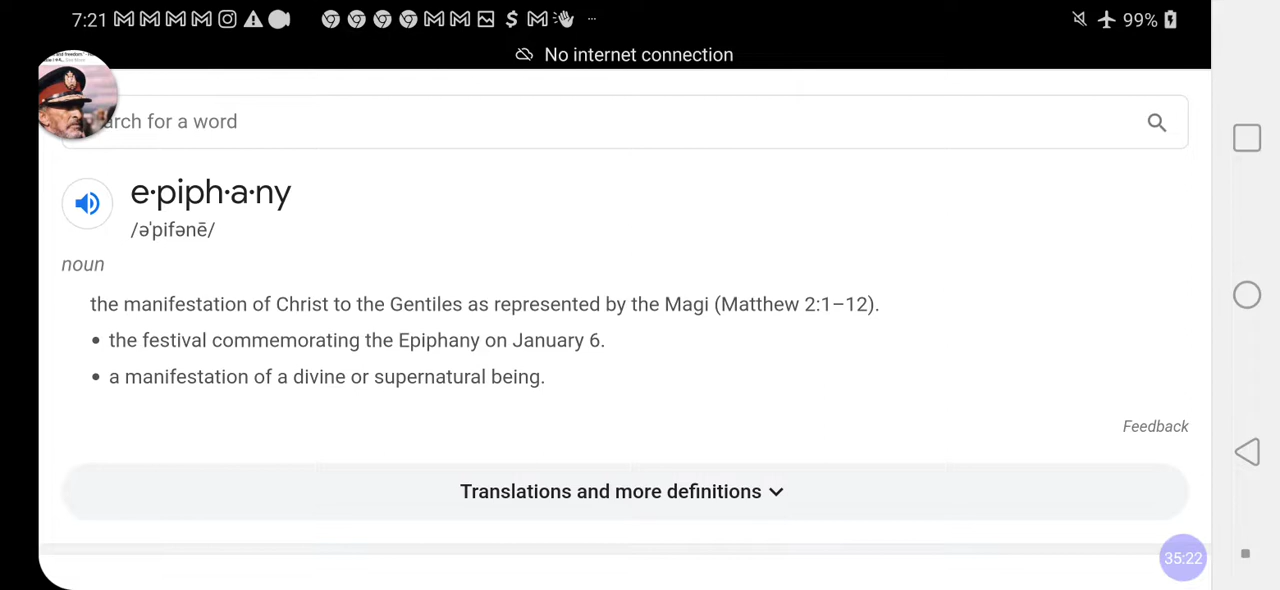 7:21 $ ... 99%
No internet connection
and freedom"
arch for a word
e·piph·a·ny
/əˈpifənē/
noun
the manifestation of Christ to the Gentiles as represented by the Magi (Matthew 2:1–12).
• the festival commemorating the Epiphany on January 6.
• a manifestation of a divine or supernatural being.
Feedback
Translations and more definitions
35:22